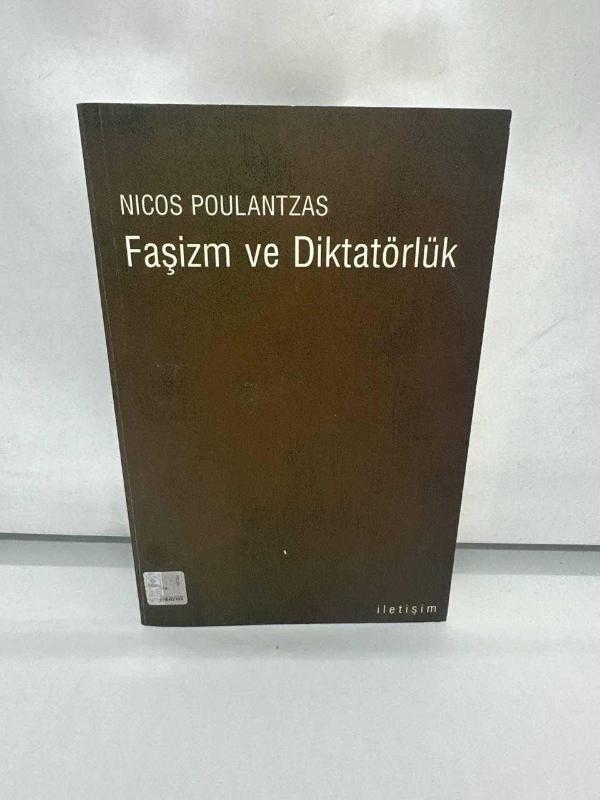 NICOS POULANTZAS
Faşizm ve Diktatörlük
iletişim